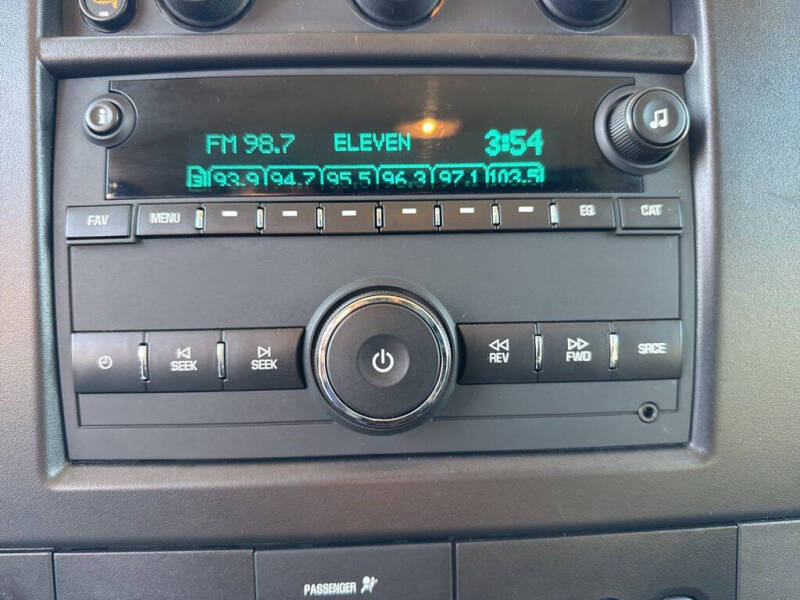 FM 98.7 ELEVEN 3:54
93.9 94.7 95.5 96.3 97.1 103.5
FAV MENU EQ CAT
SEEK SEEK REV FWD SRCE
PASSENGER